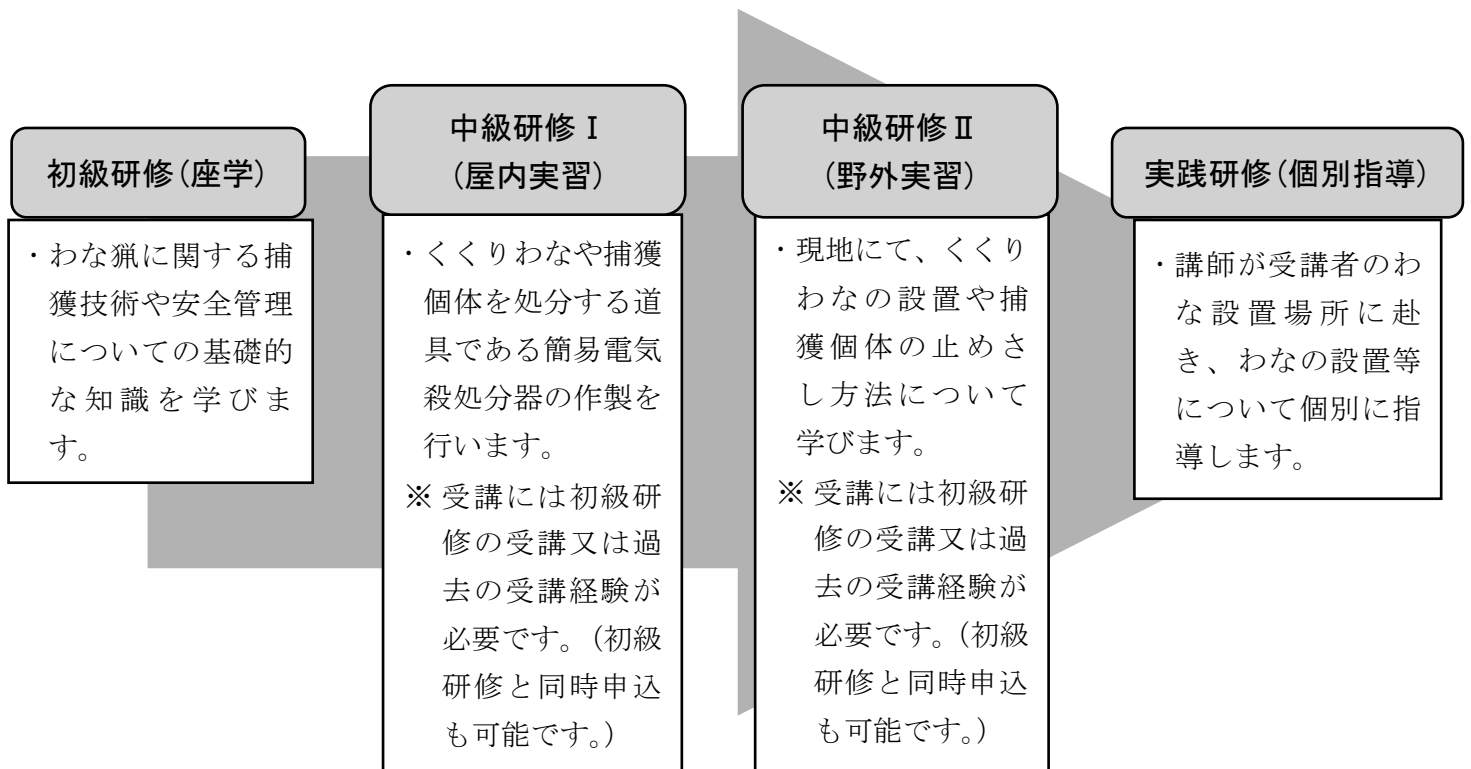 初級研修(座学)
・わな猟に関する捕
獲技術や安全管理
についての基礎的
な知識を学びま
す。
中級研修Ⅰ
(屋内実習)
・くくりわなや捕獲
個体を処分する道
具である簡易電気
殺処分器の作製を
行います。
※ 受講には初級研
修の受講又は過
去の受講経験が
必要です。(初級
研修と同時申込
も可能です。)
中級研修Ⅱ
(野外実習)
・現地にて、くくり
わなの設置や捕
獲個体の止めさ
し方法について
学びます。
※ 受講には初級研
修の受講又は過
去の受講経験が
必要です。(初級
研修と同時申込
も可能です。)
実践研修(個別指導)
・講師が受講者のわ
な設置場所に赴
き、わなの設置等
について個別に指
導します。